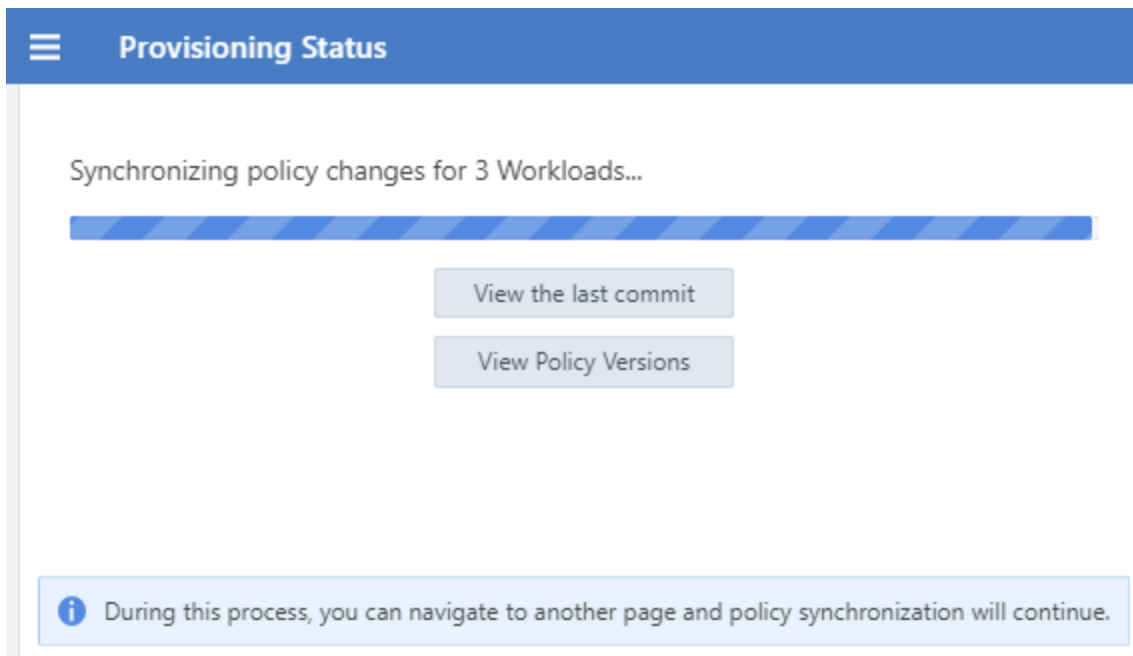 Provisioning Status
Synchronizing policy changes for 3 Workloads...
View the last commit
View Policy Versions
During this process, you can navigate to another page and policy synchronization will continue.